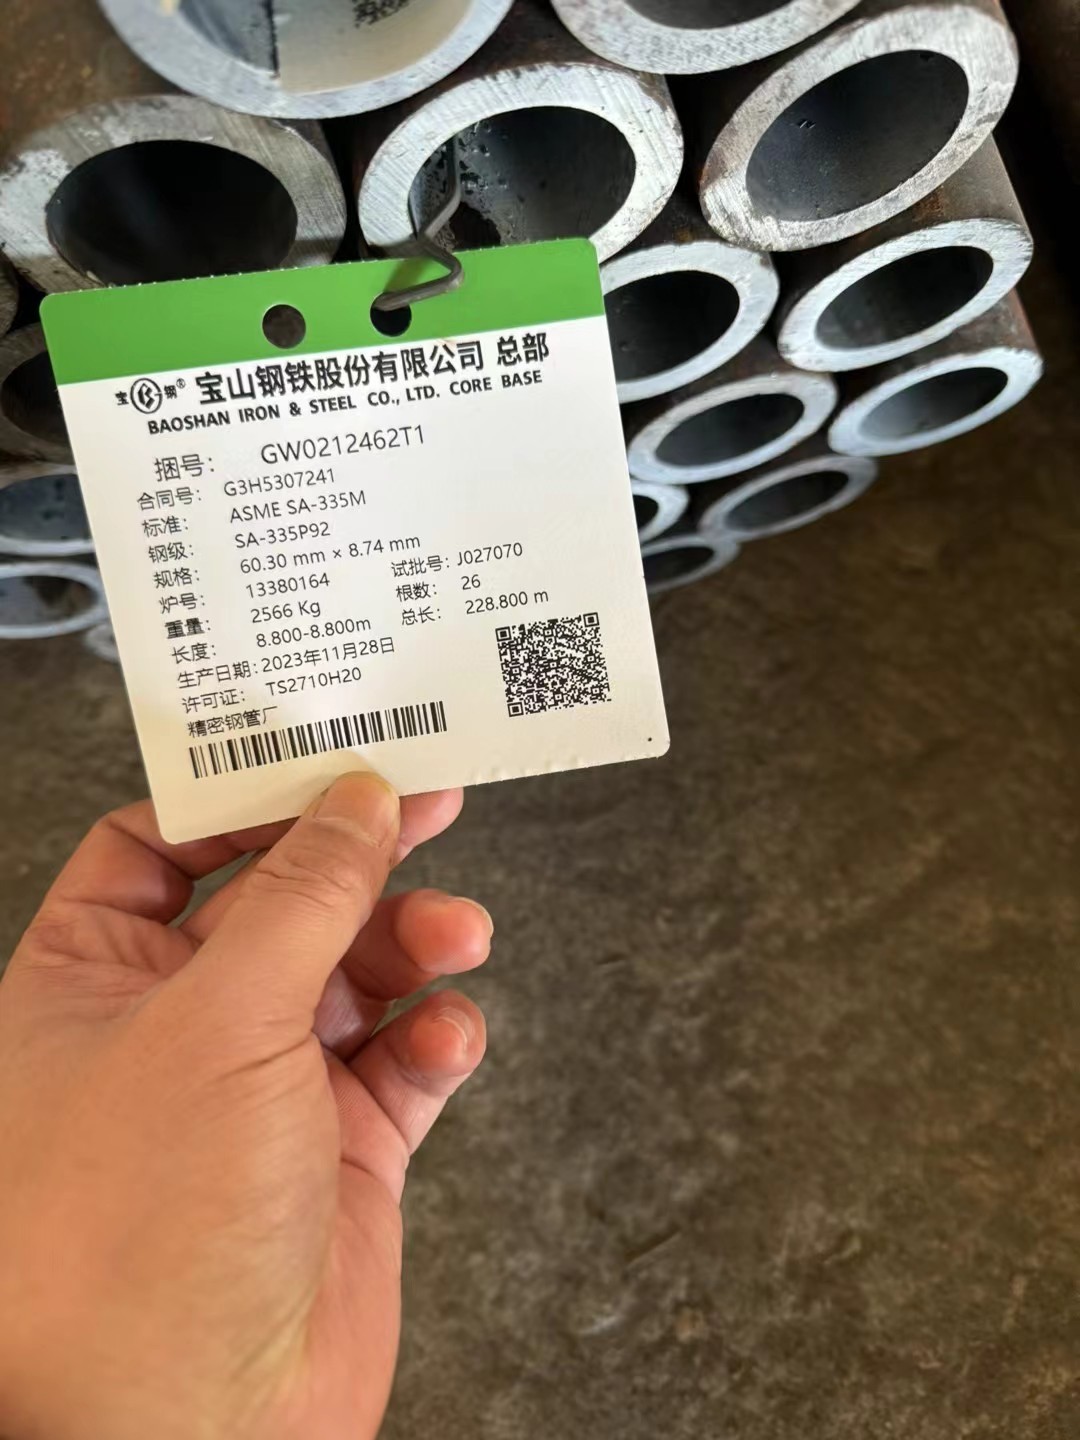 宝钢® 宝山钢铁股份有限公司 总部
BAOSHAN IRON & STEEL CO., LTD. CORE BASE
捆号: GW0212462T1
合同号: G3H5307241
标准: ASME SA-335M
钢级: SA-335P92
规格: 60.30 mm × 8.74 mm
炉号: 13380164 试批号: J027070
重量: 2566 Kg 根数: 26
长度: 8.800-8.800m 总长: 228.800 m
生产日期: 2023年11月28日
许可证: TS2710H20
精密钢管厂